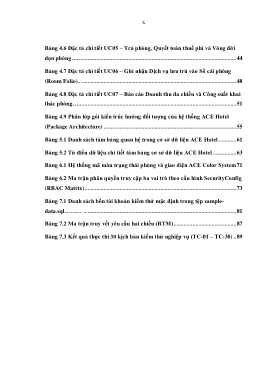 x
Bảng 4.6 Đặc tả chi tiết UC05 – Trả phòng, Quyết toán thuế phí và Vòng đời
dọn phòng.....44
Bảng 4.7 Đặc tả chi tiết UC06 – Ghi nhận Dịch vụ lưu trú vào Sổ cái phòng
(Room Folio). .....48
Bảng 4.8 Đặc tả chi tiết UC07 – Báo cáo Doanh thu đa chiều và Công suất khai
thác phòng.....51
Bảng 4.9 Phân lớp gói kiến trúc hướng đối tượng của hệ thống ACE Hotel
(Package Architecture) .....55
Bảng 5.1 Danh sách tám bảng quan hệ trong cơ sở dữ liệu ACE Hotel .....61
Bảng 5.2 Từ điển dữ liệu chi tiết tám bảng cơ sở dữ liệu ACE Hotel .....63
Bảng 6.1 Hệ thống mã màu trạng thái phòng và giao diện ACE Color System 71
Bảng 6.2 Ma trận phân quyền truy cập ba vai trò theo cấu hình SecurityConfig
(RBAC Matrix).....73
Bảng 7.1 Danh sách bốn tài khoản kiểm thử mặc định trong tệp sample-
data.sql..... .....81
Bảng 7.2 Ma trận truy vết yêu cầu hai chiều (RTM).....87
Bảng 7.3 Kết quả thực thi 30 kịch bản kiểm thử nghiệp vụ (TC-01 – TC-30) ..89